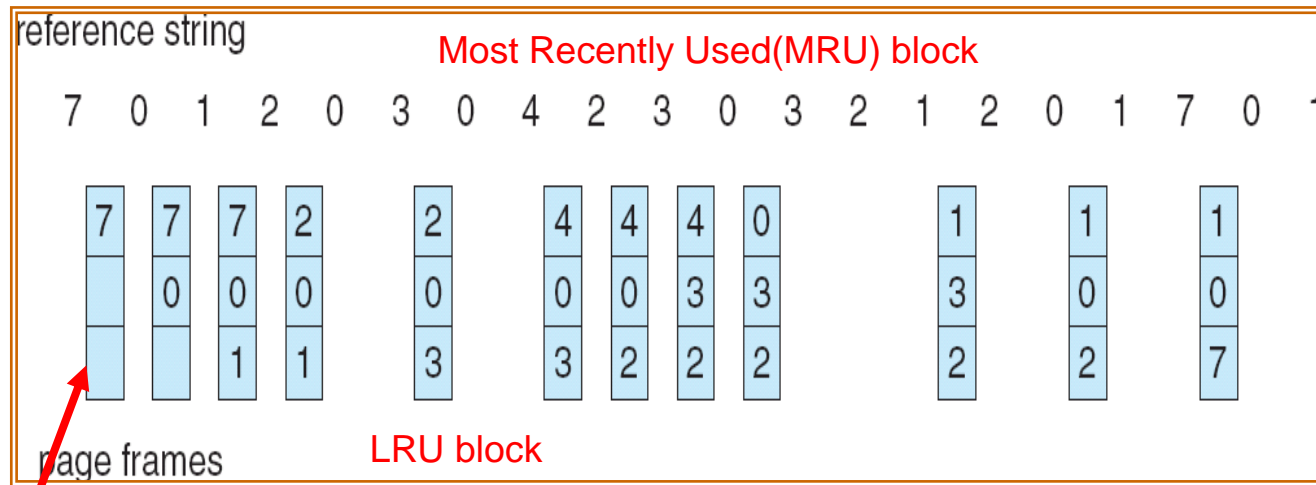 reference string
Most Recently Used(MRU) block
7 0 1 2 0 3 0 4 2 3 0 3 2 1 2 0 1 7 0 1
7 7 7 2 2 4 4 4 0 1 1 1
0 0 0 0 0 0 3 3 3 0 0
1 1 3 3 2 2 2 2 2 7
LRU block
page frames